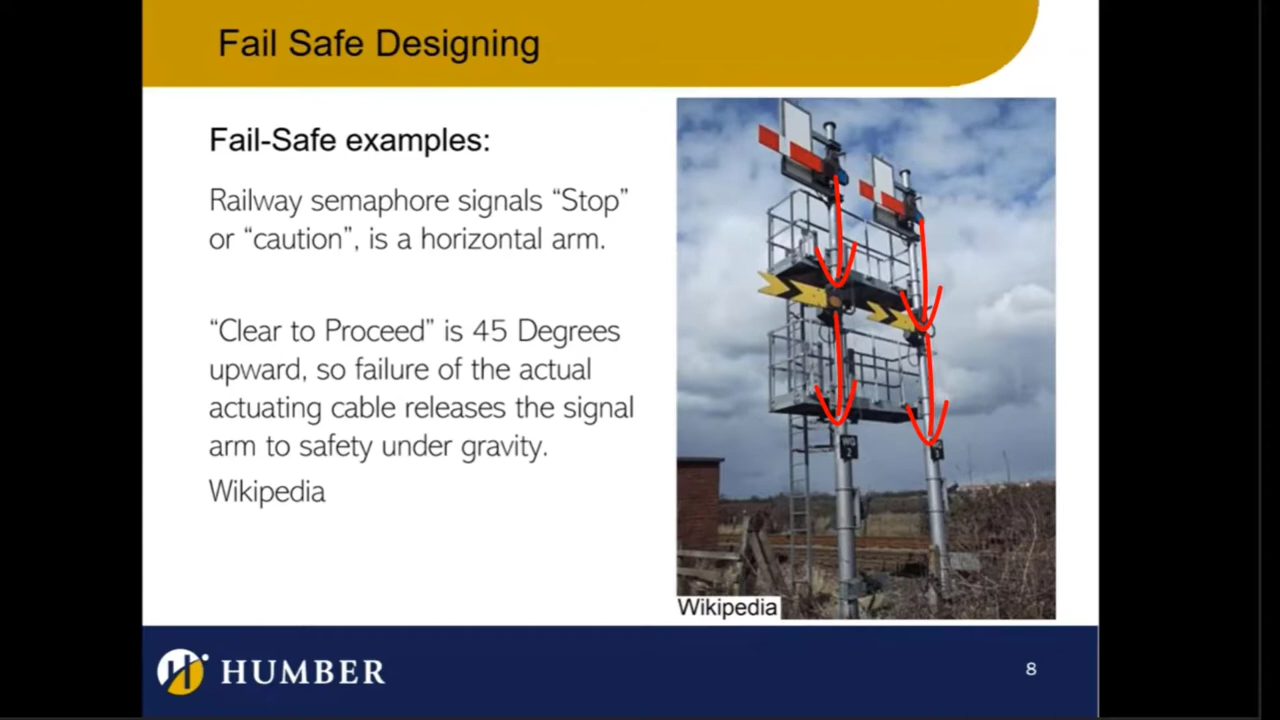 Fail Safe Designing
Fail-Safe examples:
Railway semaphore signals “Stop”
or “caution”, is a horizontal arm.
“Clear to Proceed” is 45 Degrees
upward, so failure of the actual
actuating cable releases the signal
arm to safety under gravity.
Wikipedia
Wikipedia
HUMBER
8